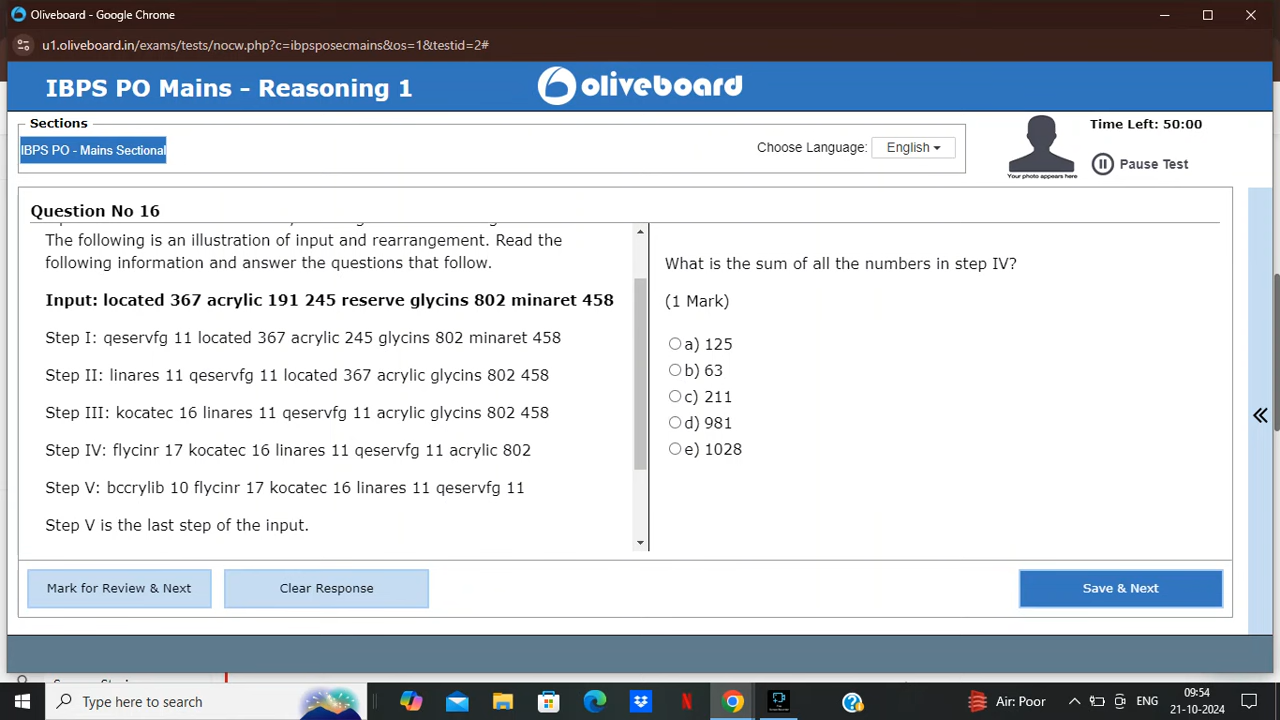 Oliveboard - Google Chrome
u1.oliveboard.in/exams/tests/nocw.php?c=ibpsposecmains&os=1&testid=2#
IBPS PO Mains - Reasoning 1
oliveboard
Sections
IBPS PO - Mains Sectional
Choose Language: English
Your photo appears here
Time Left: 50:00
Pause Test
Question No 16
The following is an illustration of input and rearrangement. Read the
following information and answer the questions that follow.
Input: located 367 acrylic 191 245 reserve glycins 802 minaret 458
Step I: qeservfg 11 located 367 acrylic 245 glycins 802 minaret 458
Step II: linares 11 qeservfg 11 located 367 acrylic glycins 802 458
Step III: kocatec 16 linares 11 qeservfg 11 acrylic glycins 802 458
Step IV: flycinr 17 kocatec 16 linares 11 qeservfg 11 acrylic 802
Step V: bccrylib 10 flycinr 17 kocatec 16 linares 11 qeservfg 11
Step V is the last step of the input.
What is the sum of all the numbers in step IV?
(1 Mark)
a) 125
b) 63
c) 211
d) 981
e) 1028
Mark for Review & Next
Clear Response
Save & Next
Type here to search
Air: Poor
ENG
09:54
21-10-2024